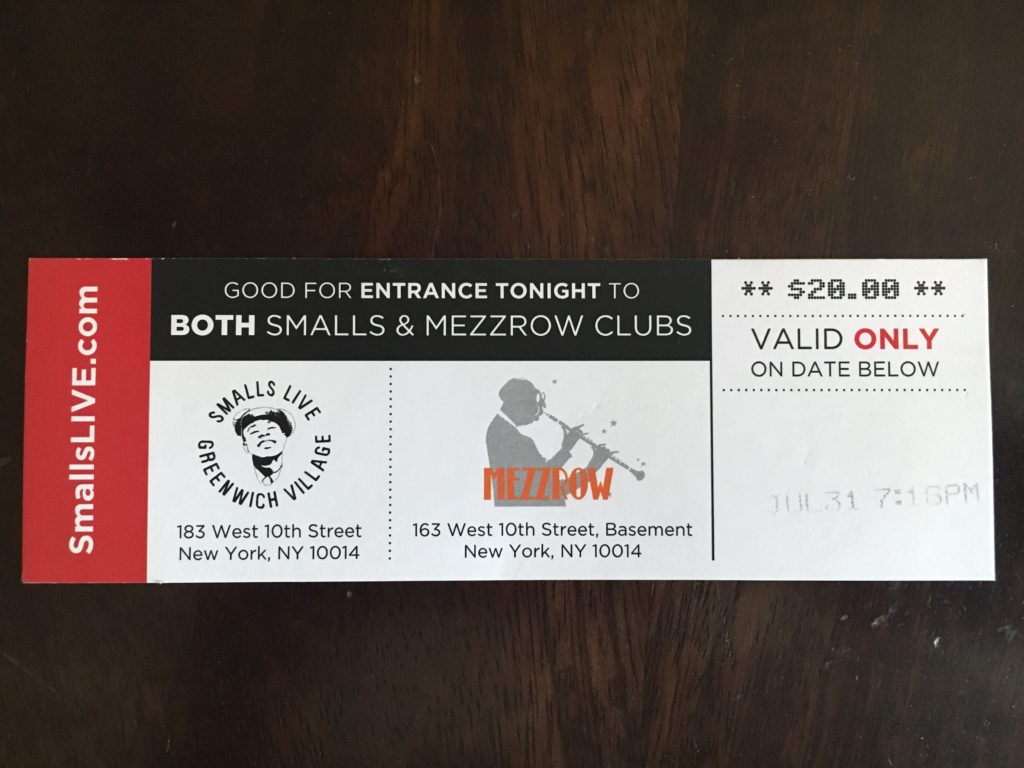 SmallsLIVE.com
GOOD FOR ENTRANCE TONIGHT TO
BOTH SMALLS & MEZZROW CLUBS
SMALLS LIVE
GREENWICH VILLAGE
183 West 10th Street
New York, NY 10014
MEZZROW
163 West 10th Street, Basement
New York, NY 10014
** $20.00 **
VALID ONLY
ON DATE BELOW
JUL31 7:16PM